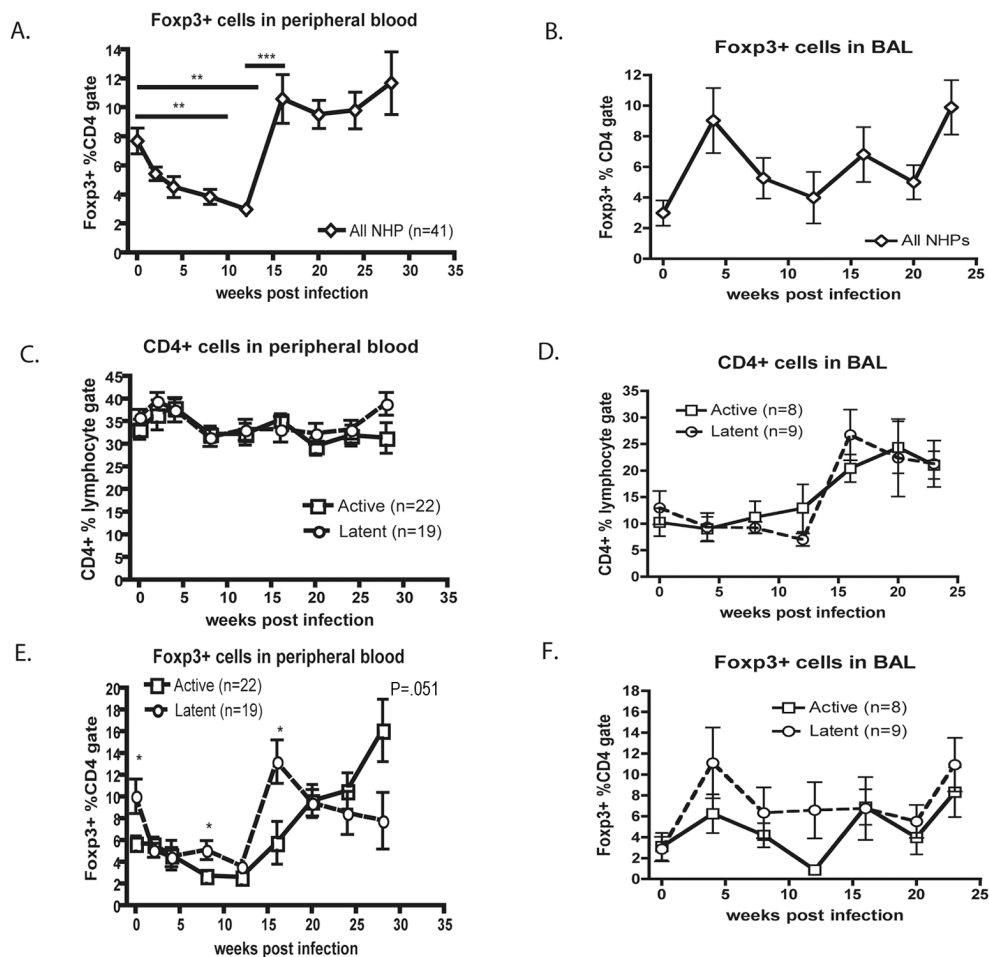 A.
Foxp3+ cells in peripheral blood
Foxp3+ %CD4 gate
14
12
10
8
6
4
2
0
** ** ***
All NHP (n=41)
0 5 10 15 20 25 30 35
weeks post infection
B.
Foxp3+ cells in BAL
Foxp3+ % CD4 gate
12
10
8
6
4
2
0
All NHPs
0 5 10 15 20 25
weeks post infection
C.
CD4+ cells in peripheral blood
CD4+ % lymphocyte gate
45
40
35
30
25
20
15
10
5
0
Active (n=22)
Latent (n=19)
0 5 10 15 20 25 30 35
weeks post infection
D.
CD4+ cells in BAL
CD4+ % lymphocyte gate
35
30
25
20
15
10
5
0
Active (n=8)
Latent (n=9)
0 5 10 15 20 25
weeks post infection
E.
Foxp3+ cells in peripheral blood
Foxp3+ %CD4 gate
20
18
16
14
12
10
8
6
4
2
0
Active (n=22)
Latent (n=19)
P=.051
* * *
0 5 10 15 20 25 30 35
weeks post infection
F.
Foxp3+ cells in BAL
Foxp3+ %CD4 gate
18
16
14
12
10
8
6
4
2
0
Active (n=8)
Latent (n=9)
0 5 10 15 20 25
weeks post infection